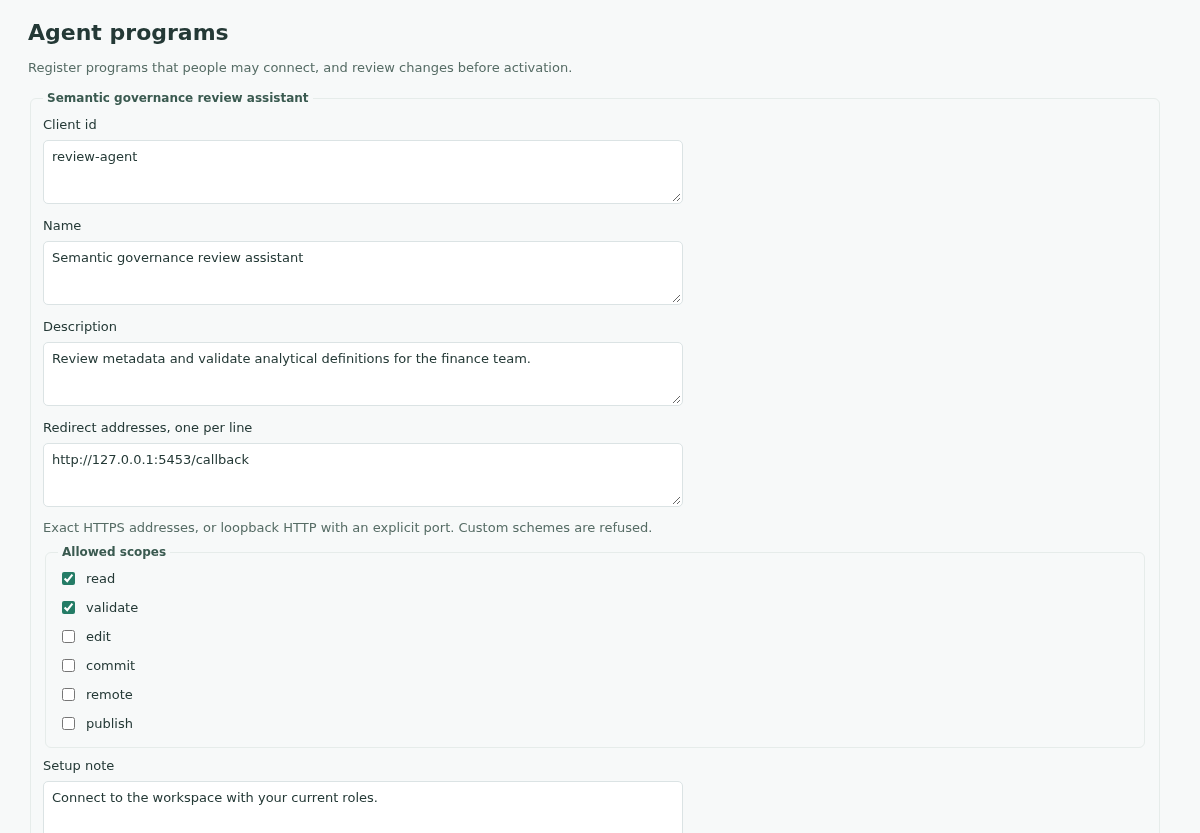 Agent programs
Register programs that people may connect, and review changes before activation.
Semantic governance review assistant
Client id
review-agent
Name
Semantic governance review assistant
Description
Review metadata and validate analytical definitions for the finance team.
Redirect addresses, one per line
http://127.0.0.1:5453/callback
Exact HTTPS addresses, or loopback HTTP with an explicit port. Custom schemes are refused.
Allowed scopes
read
validate
edit
commit
remote
publish
Setup note
Connect to the workspace with your current roles.